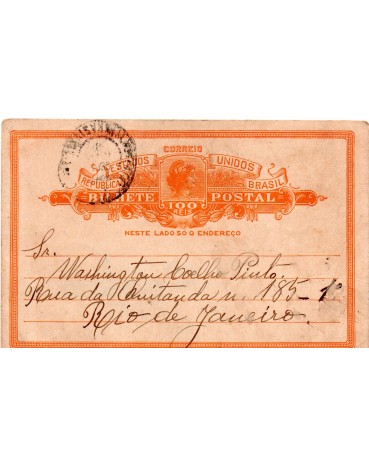 CORREIO
ESTADOS UNIDOS
REPUBLICA BRASIL
BILHETE 100 POSTAL
REIS
NESTE LADO SÓ O ENDEREÇO
Sr.
Washington Coelho Pinto.
Rua da Quitanda n. 185-1º
Rio de Janeiro.